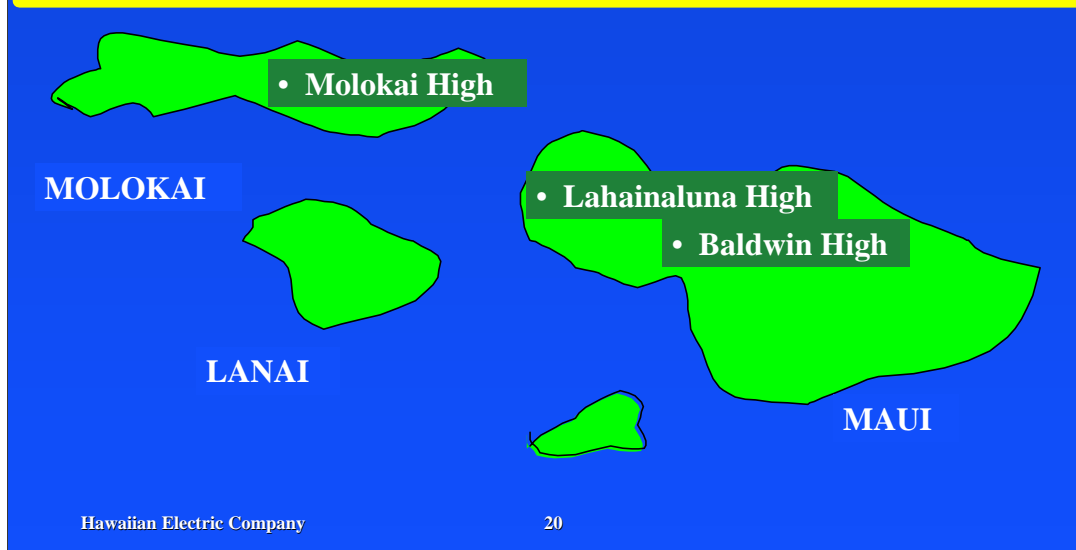 • Molokai High
MOLOKAI
• Lahainaluna High
• Baldwin High
LANAI
MAUI
Hawaiian Electric Company 20